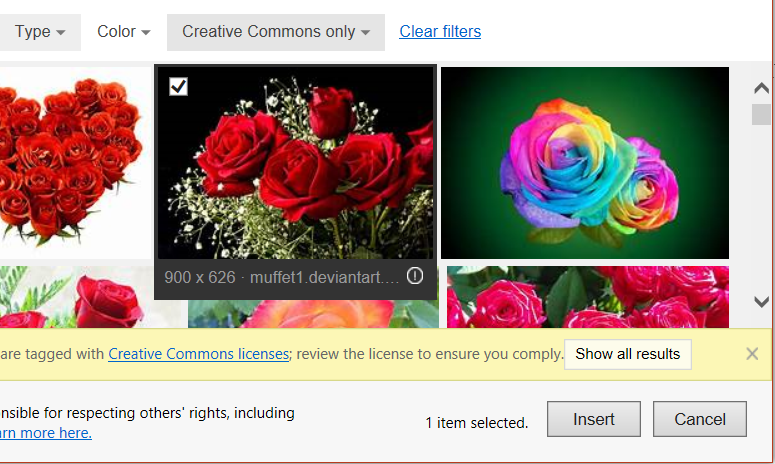 Type Color Creative Commons only Clear filters
900 x 626 · muffet1.deviantart....
are tagged with Creative Commons licenses; review the license to ensure you comply. Show all results
nsible for respecting others' rights, including
arn more here.
1 item selected. Insert Cancel